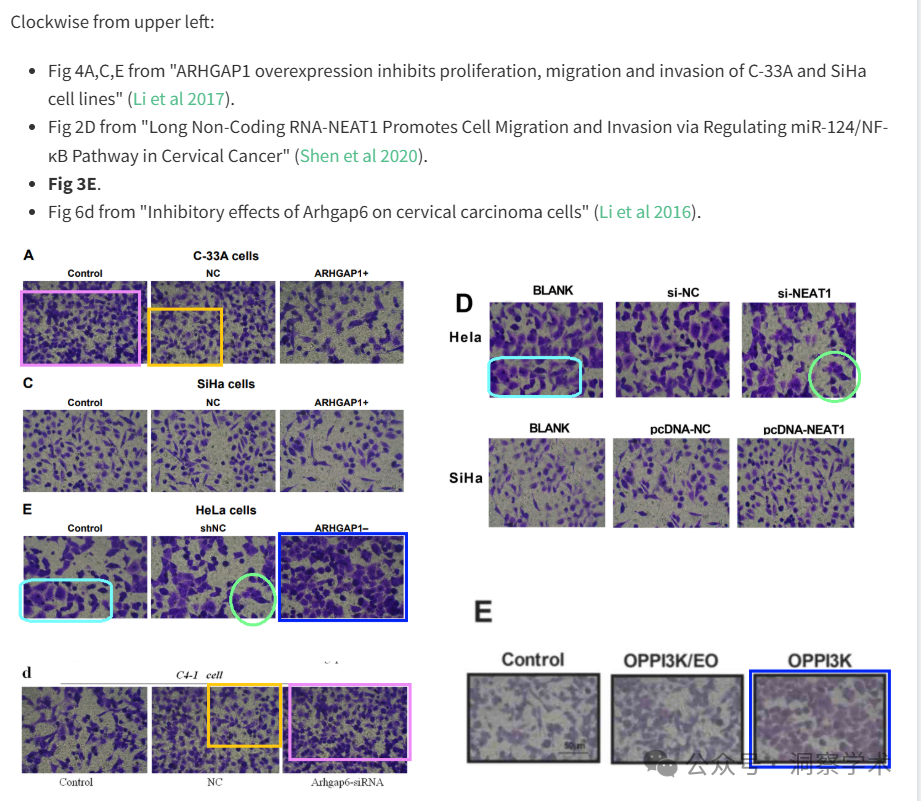 Clockwise from upper left:
• Fig 4A,C,E from "ARHGAP1 overexpression inhibits proliferation, migration and invasion of C-33A and SiHa
cell lines" (Li et al 2017).
• Fig 2D from "Long Non-Coding RNA-NEAT1 Promotes Cell Migration and Invasion via Regulating miR-124/NF-
κB Pathway in Cervical Cancer" (Shen et al 2020).
• Fig 3E.
• Fig 6d from "Inhibitory effects of Arhgap6 on cervical carcinoma cells" (Li et al 2016).
A
C-33A cells
Control NC ARHGAP1+
C
SiHa cells
Control NC ARHGAP1+
E
HeLa cells
Control shNC ARHGAP1–
D
BLANK si-NC si-NEAT1
Hela
BLANK pcDNA-NC pcDNA-NEAT1
SiHa
E
Control OPPI3K/EO OPPI3K
50μm
d
C4-1 cell
Control NC Arhgap6-siRNA
公众号 · 洞察学术